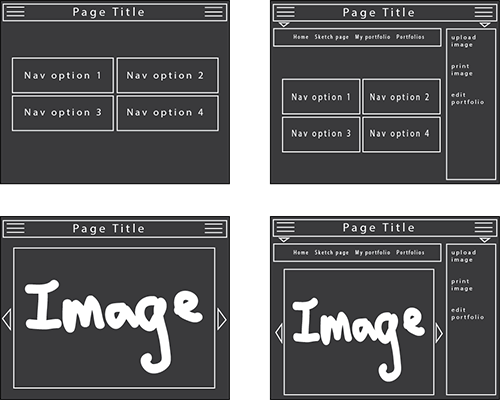 Page Title
Nav option 1 Nav option 2
Nav option 3 Nav option 4
Page Title
Home Sketch page My portfolio Portfolios
upload
image
print
image
edit
portfolio
Nav option 1 Nav option 2
Nav option 3 Nav option 4
Page Title
Image
Page Title
Home Sketch page My portfolio Portfolios
upload
image
print
image
edit
portfolio
Image